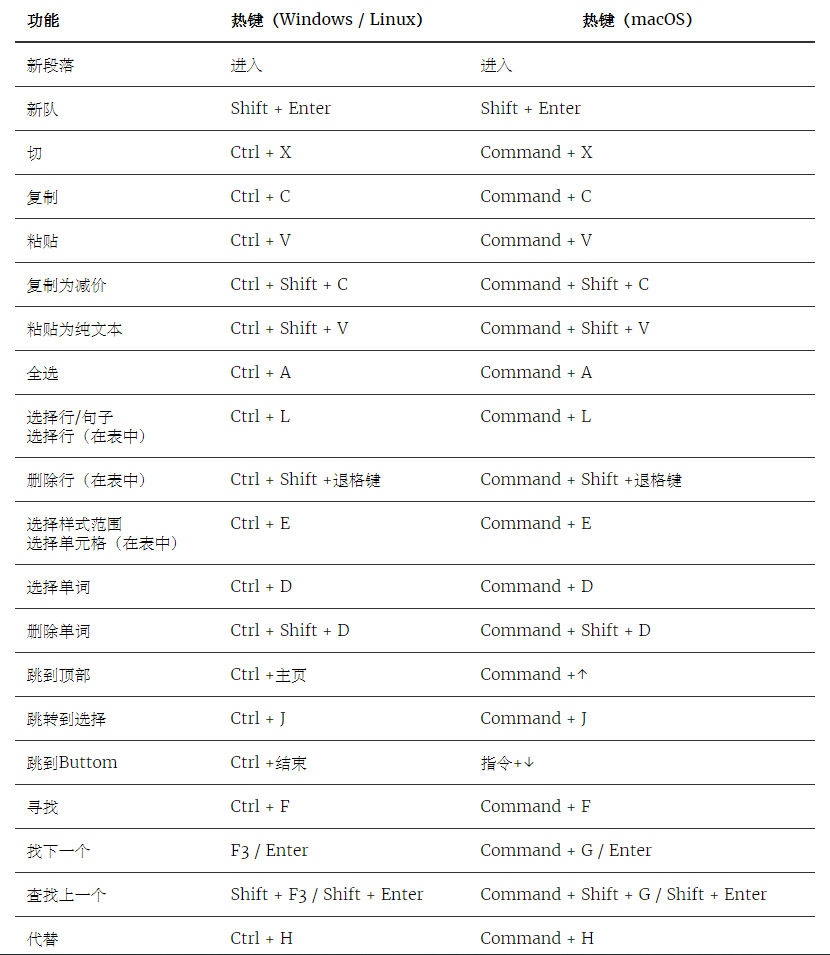 功能 热键（Windows / Linux） 热键（macOS）
新段落 进入 进入
新队 Shift + Enter Shift + Enter
切 Ctrl + X Command + X
复制 Ctrl + C Command + C
粘贴 Ctrl + V Command + V
复制为减价 Ctrl + Shift + C Command + Shift + C
粘贴为纯文本 Ctrl + Shift + V Command + Shift + V
全选 Ctrl + A Command + A
选择行/句子 Ctrl + L Command + L
选择行（在表中）
删除行（在表中） Ctrl + Shift +退格键 Command + Shift +退格键
选择样式范围 Ctrl + E Command + E
选择单元格（在表中）
选择单词 Ctrl + D Command + D
删除单词 Ctrl + Shift + D Command + Shift + D
跳到顶部 Ctrl +主页 Command +↑
跳转到选择 Ctrl + J Command + J
跳到Buttom Ctrl +结束 指令+↓
寻找 Ctrl + F Command + F
找下一个 F3 / Enter Command + G / Enter
查找上一个 Shift + F3 / Shift + Enter Command + Shift + G / Shift + Enter
代替 Ctrl + H Command + H